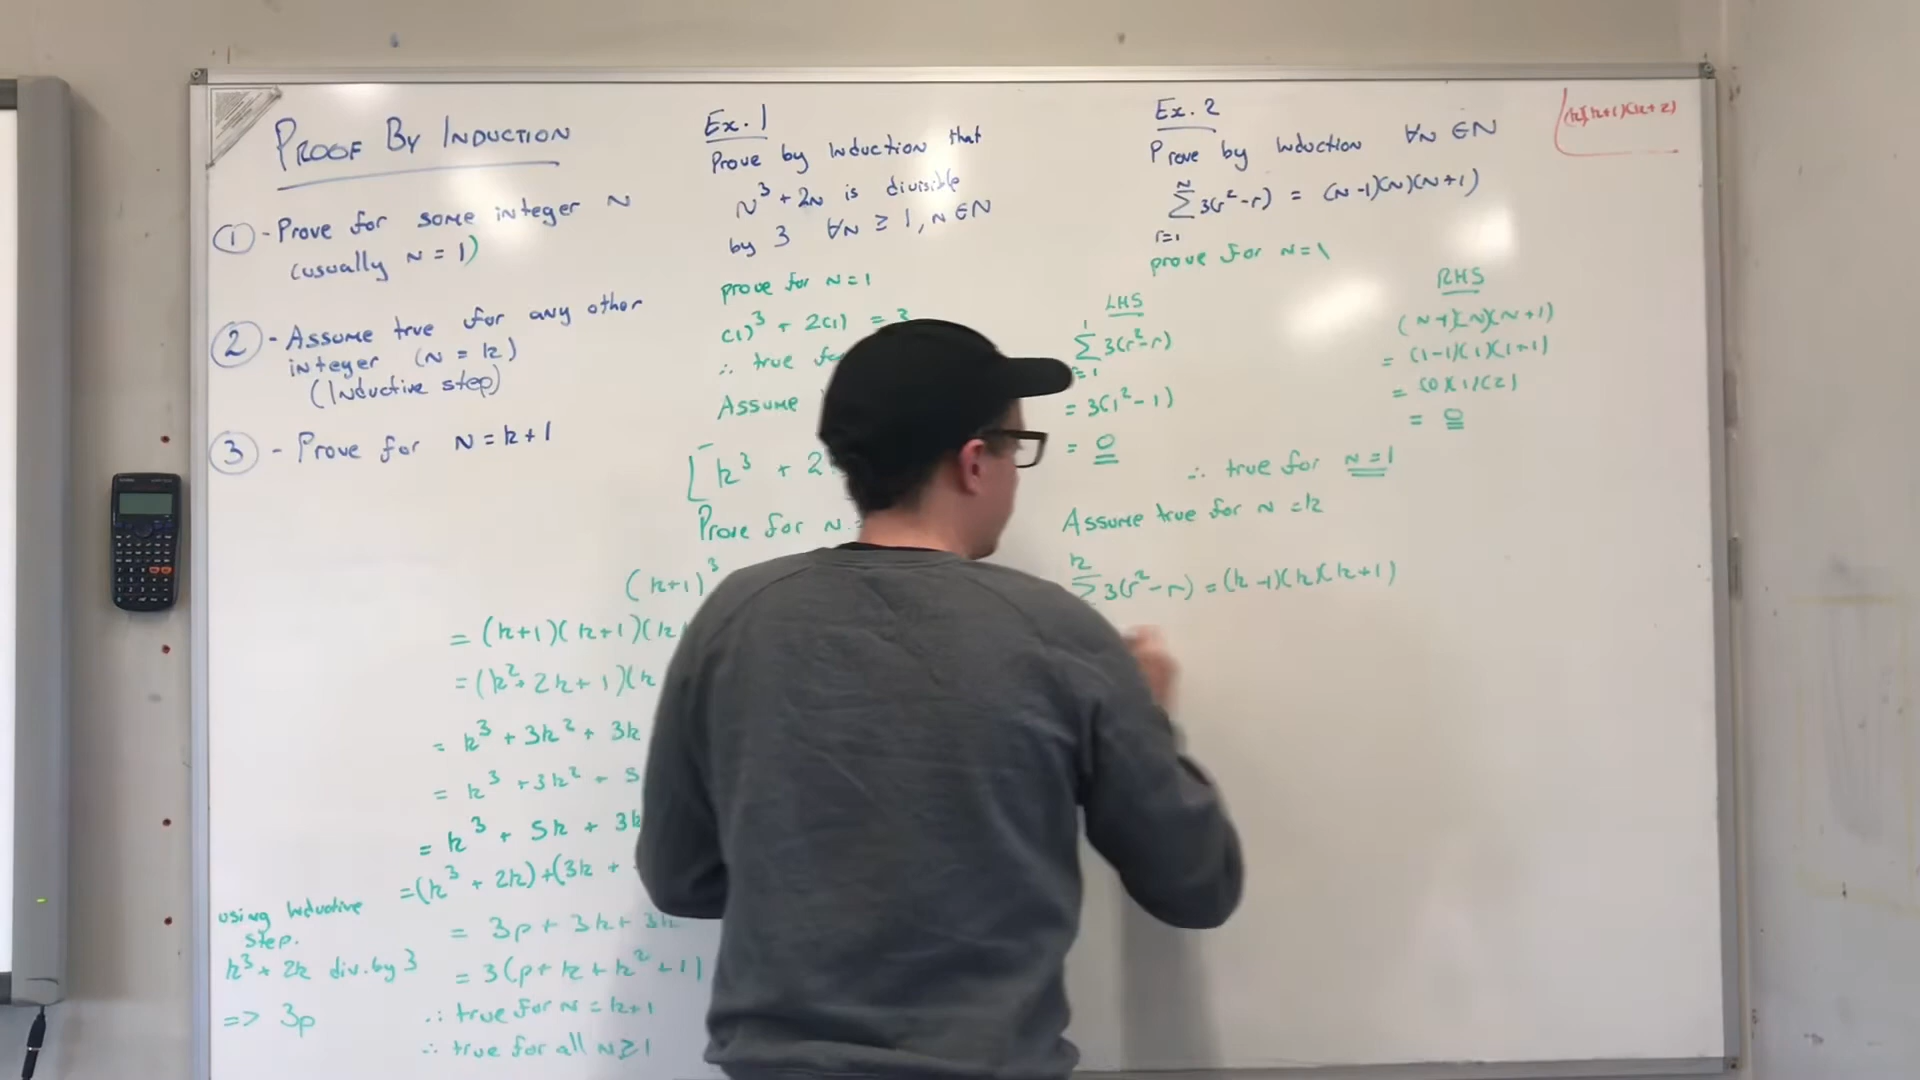 PROOF BY INDUCTION
① - Prove for some integer N
(usually N = 1)
② - Assume true for any other
integer (N = k)
(Inductive step)
③ - Prove for N = k+1
Ex. 1
Prove by induction that
N³ + 2N is divisible
by 3 ∀N ≥ 1, N ∈ N
prove for N = 1
(1)³ + 2(1) = 3
∴ true
Assume
[k³ + 2
Prove for N
(k+1)³
= (k+1)(k+1)(k
= (k² + 2k + 1)(k
= k³ + 3k² + 3k
= k³ + 3k² + 5
= k³ + 5k + 3k
= (k³ + 2k) + (3k +
= 3p + 3k + 3k
= 3(p + k + k² + 1)
∴ true for N = k+1
∴ true for all N ≥ 1
using inductive
step.
k³ + 2k div. by 3
=> 3p
Ex. 2
Prove by induction ∀N ∈ N
N
∑ 3(r² - r) = (N-1)(N)(N+1)
r=1
prove for N = 1
LHS
1
∑ 3(r² - r)
r=1
= 3(1² - 1)
= 0
RHS
(N-1)(N)(N+1)
= (1-1)(1)(1+1)
= (0)(1)(2)
= 0
∴ true for N = 1
Assume true for N = k
k
∑ 3(r² - r) = (k-1)(k)(k+1)
(k)(k+1)(k+2)